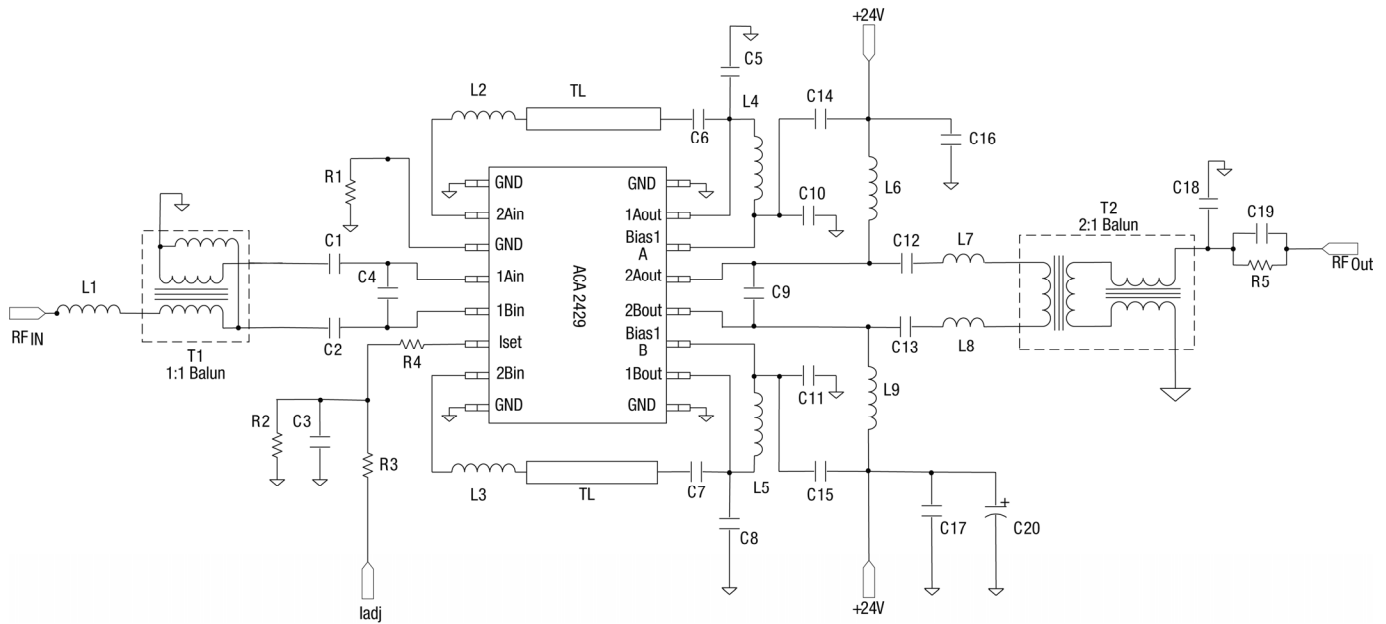 +24V
C5
L2
TL
L4
C14
C6
C16
R1
GND
GND
C10
L6
C18
C19
2Ain
1Aout
T2
2:1 Balun
C1
GND
Bias1
A
C12
L7
C4
1Ain
2Aout
RF Out
R5
L1
ACA 2429
C9
RF IN
1Bin
2Bout
T1
1:1 Balun
C2
R4
Iset
Bias1
B
C13
L8
2Bin
1Bout
C11
L9
R2
C3
GND
GND
R3
L3
TL
C7
L5
C15
C8
C17
+
C20
Iadj
+24V